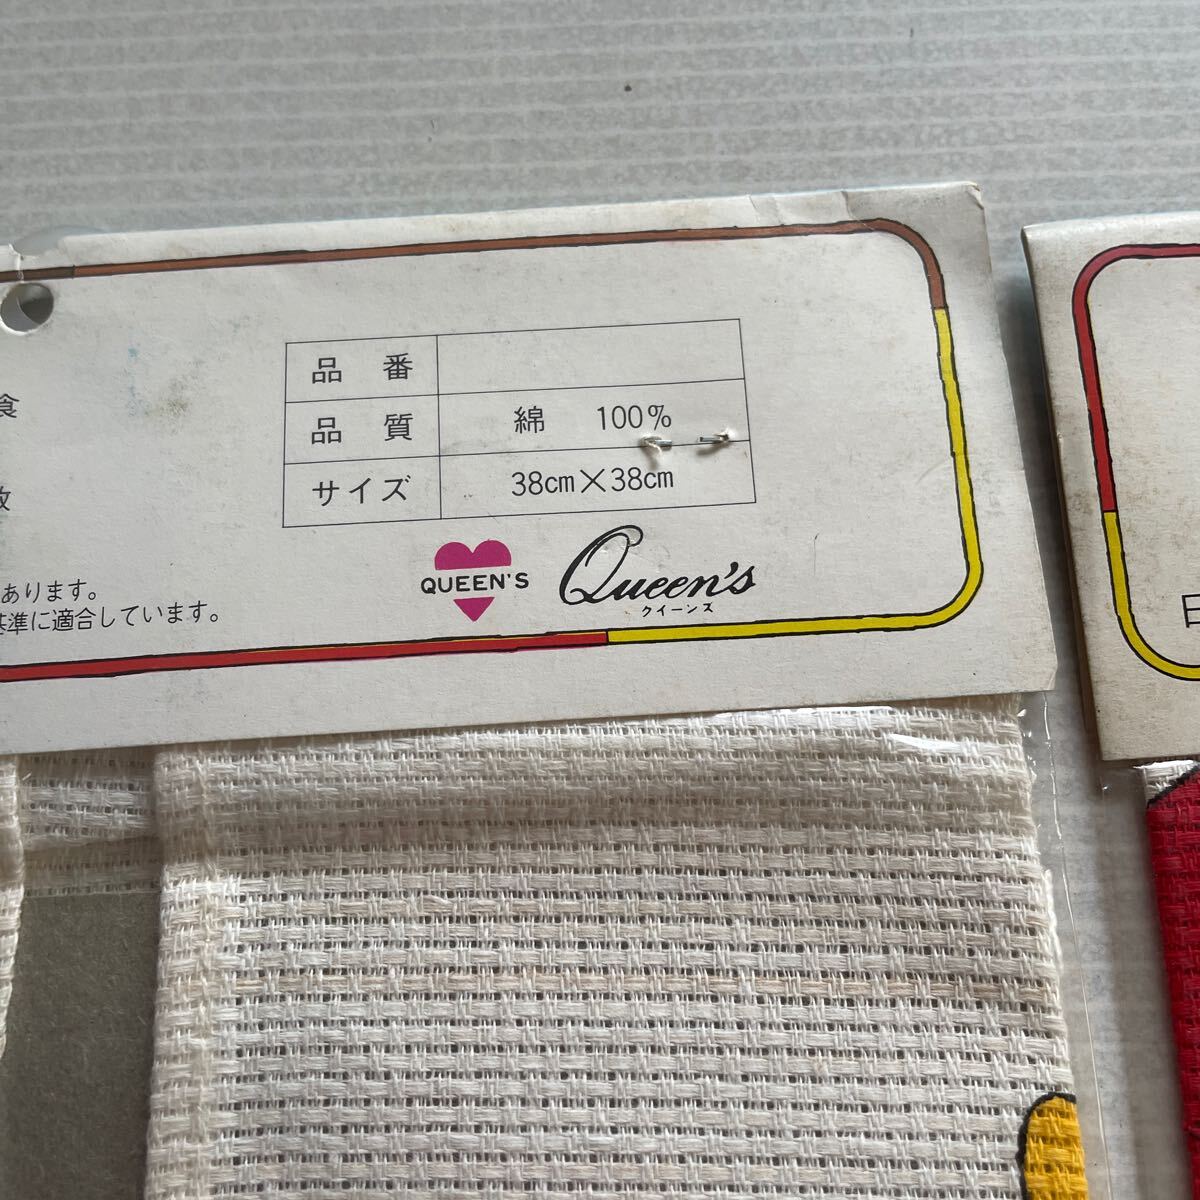 食
品番
品質 綿 100%
サイズ 38cm×38cm
あります。
基準に適合しています。
QUEEN'S
Queen's
クイーンズ
日